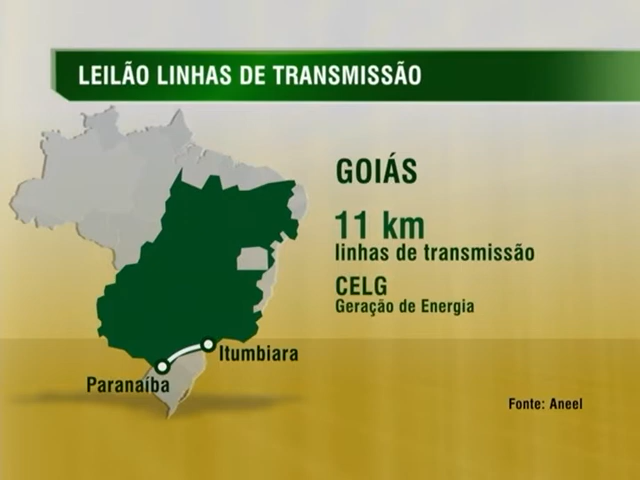 LEILÃO LINHAS DE TRANSMISSÃO
GOIÁS
11 km
linhas de transmissão
CELG
Geração de Energia
Itumbiara
Paranaíba
Fonte: Aneel